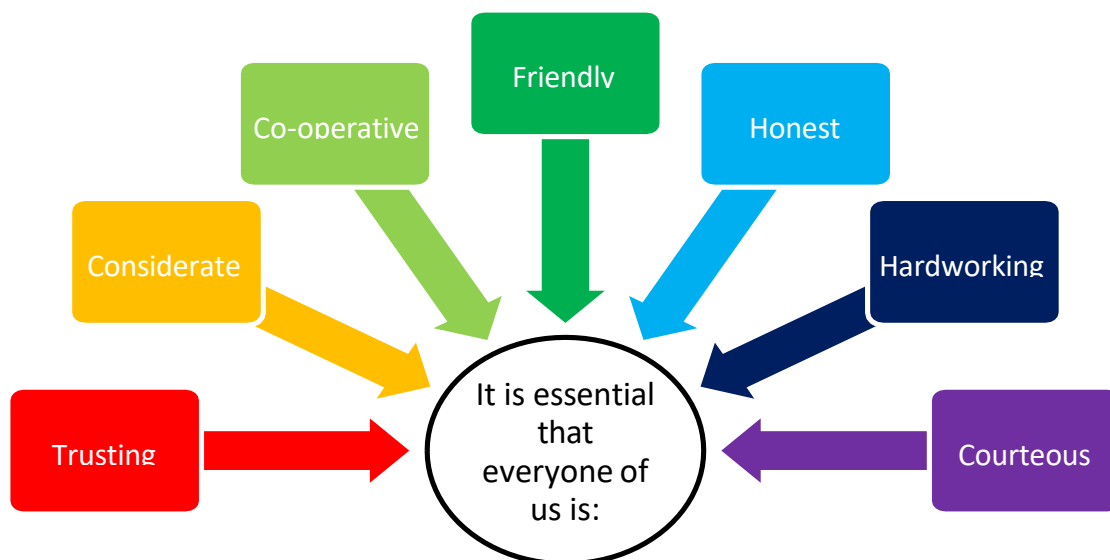 Friendly
Co-operative
Honest
Considerate
Hardworking
Trusting
Courteous
It is essential
that
everyone of
us is: